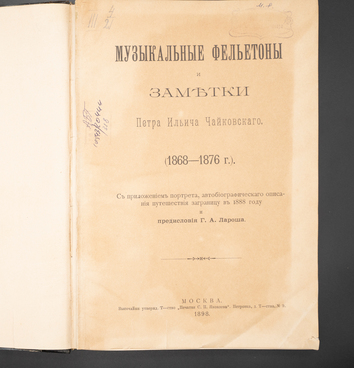 МУЗЫКАЛЬНЫЕ ФЕЛЬЕТОНЫ
И
ЗАМѢТКИ
Петра Ильича Чайковскаго.
(1868—1876 г.).
Съ приложеніемъ портрета, автобіографическаго описа-
нія путешествія заграницу въ 1888 году
и
предисловія Г. А. Лароша.
МОСКВА.
1898.